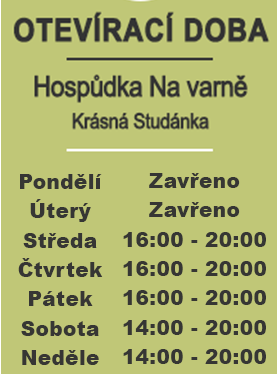 OTEVÍRACÍ DOBA
Hospůdka Na varně
Krásná Studánka
Pondělí Zavřeno
Úterý Zavřeno
Středa 16:00 - 20:00
Čtvrtek 16:00 - 20:00
Pátek 16:00 - 20:00
Sobota 14:00 - 20:00
Neděle 14:00 - 20:00